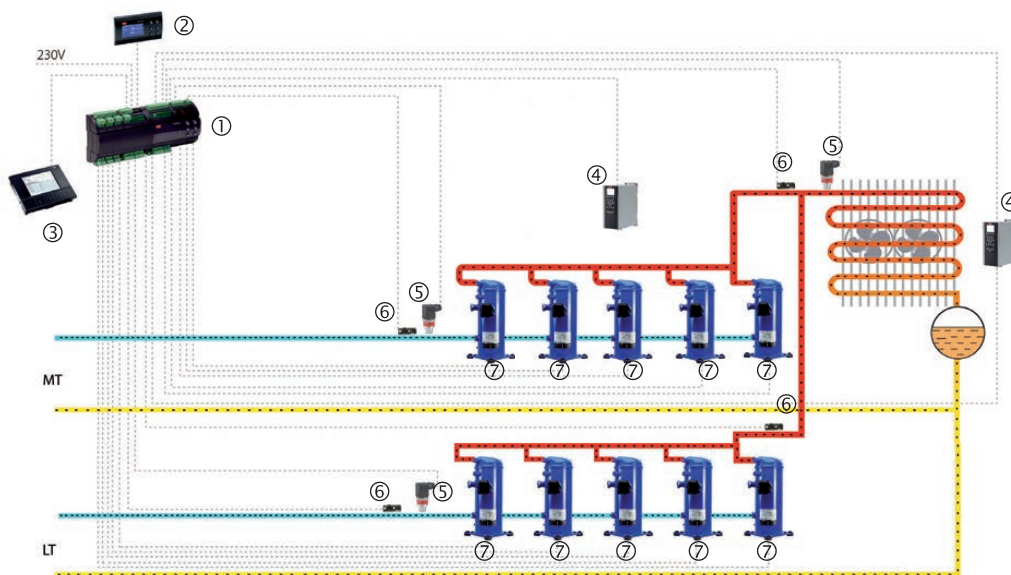 ②
230V
①
③
④
⑥
⑤
④
⑥
⑤
⑦ ⑦ ⑦ ⑦ ⑦
MT
⑥
⑥
⑤
⑦ ⑦ ⑦ ⑦ ⑦
LT